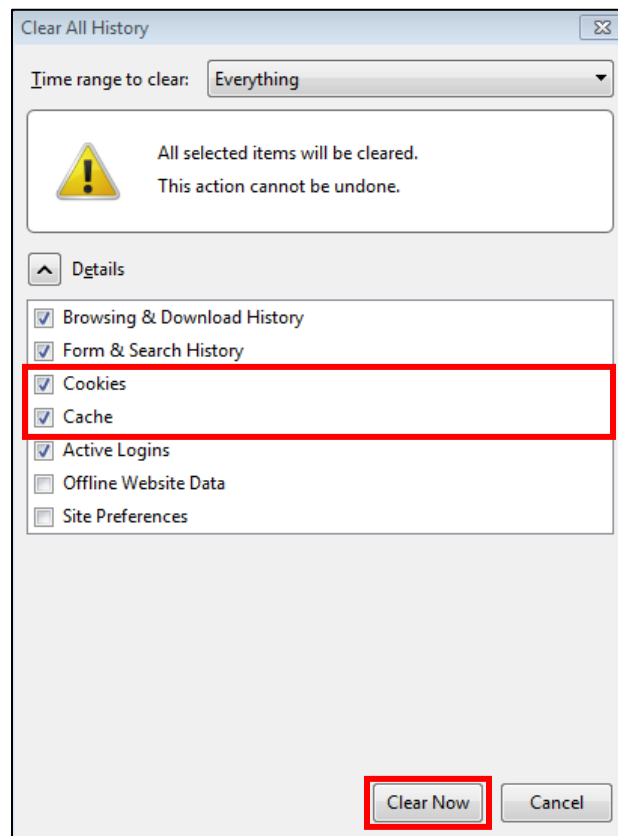 Clear All History
Time range to clear: Everything
All selected items will be cleared.
This action cannot be undone.
Details
Browsing & Download History
Form & Search History
Cookies
Cache
Active Logins
Offline Website Data
Site Preferences
Clear Now Cancel